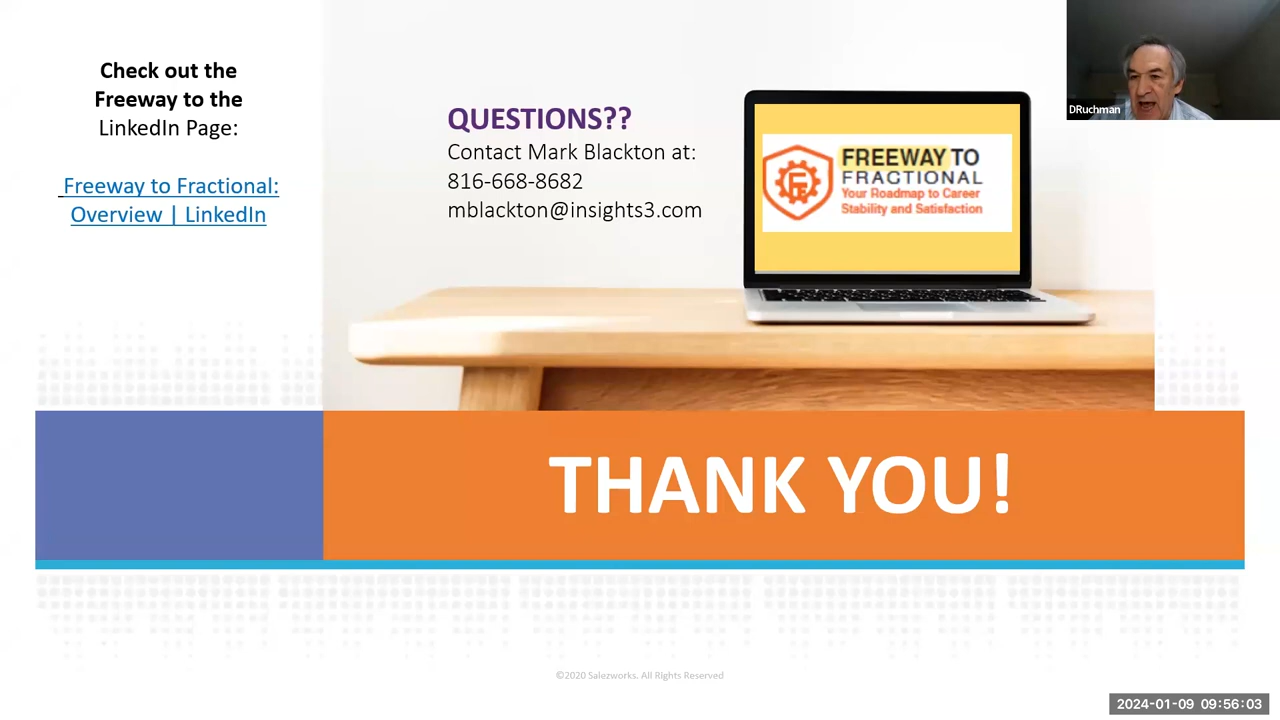 Check out the
Freeway to the
LinkedIn Page:
Freeway to Fractional:
Overview | LinkedIn
QUESTIONS??
Contact Mark Blackton at:
816-668-8682
mblackton@insights3.com
FREEWAY TO
FRACTIONAL
Your Roadmap to Career
Stability and Satisfaction
DRuchman
THANK YOU!
©2020 Salezworks. All Rights Reserved
2024-01-09 09:56:03